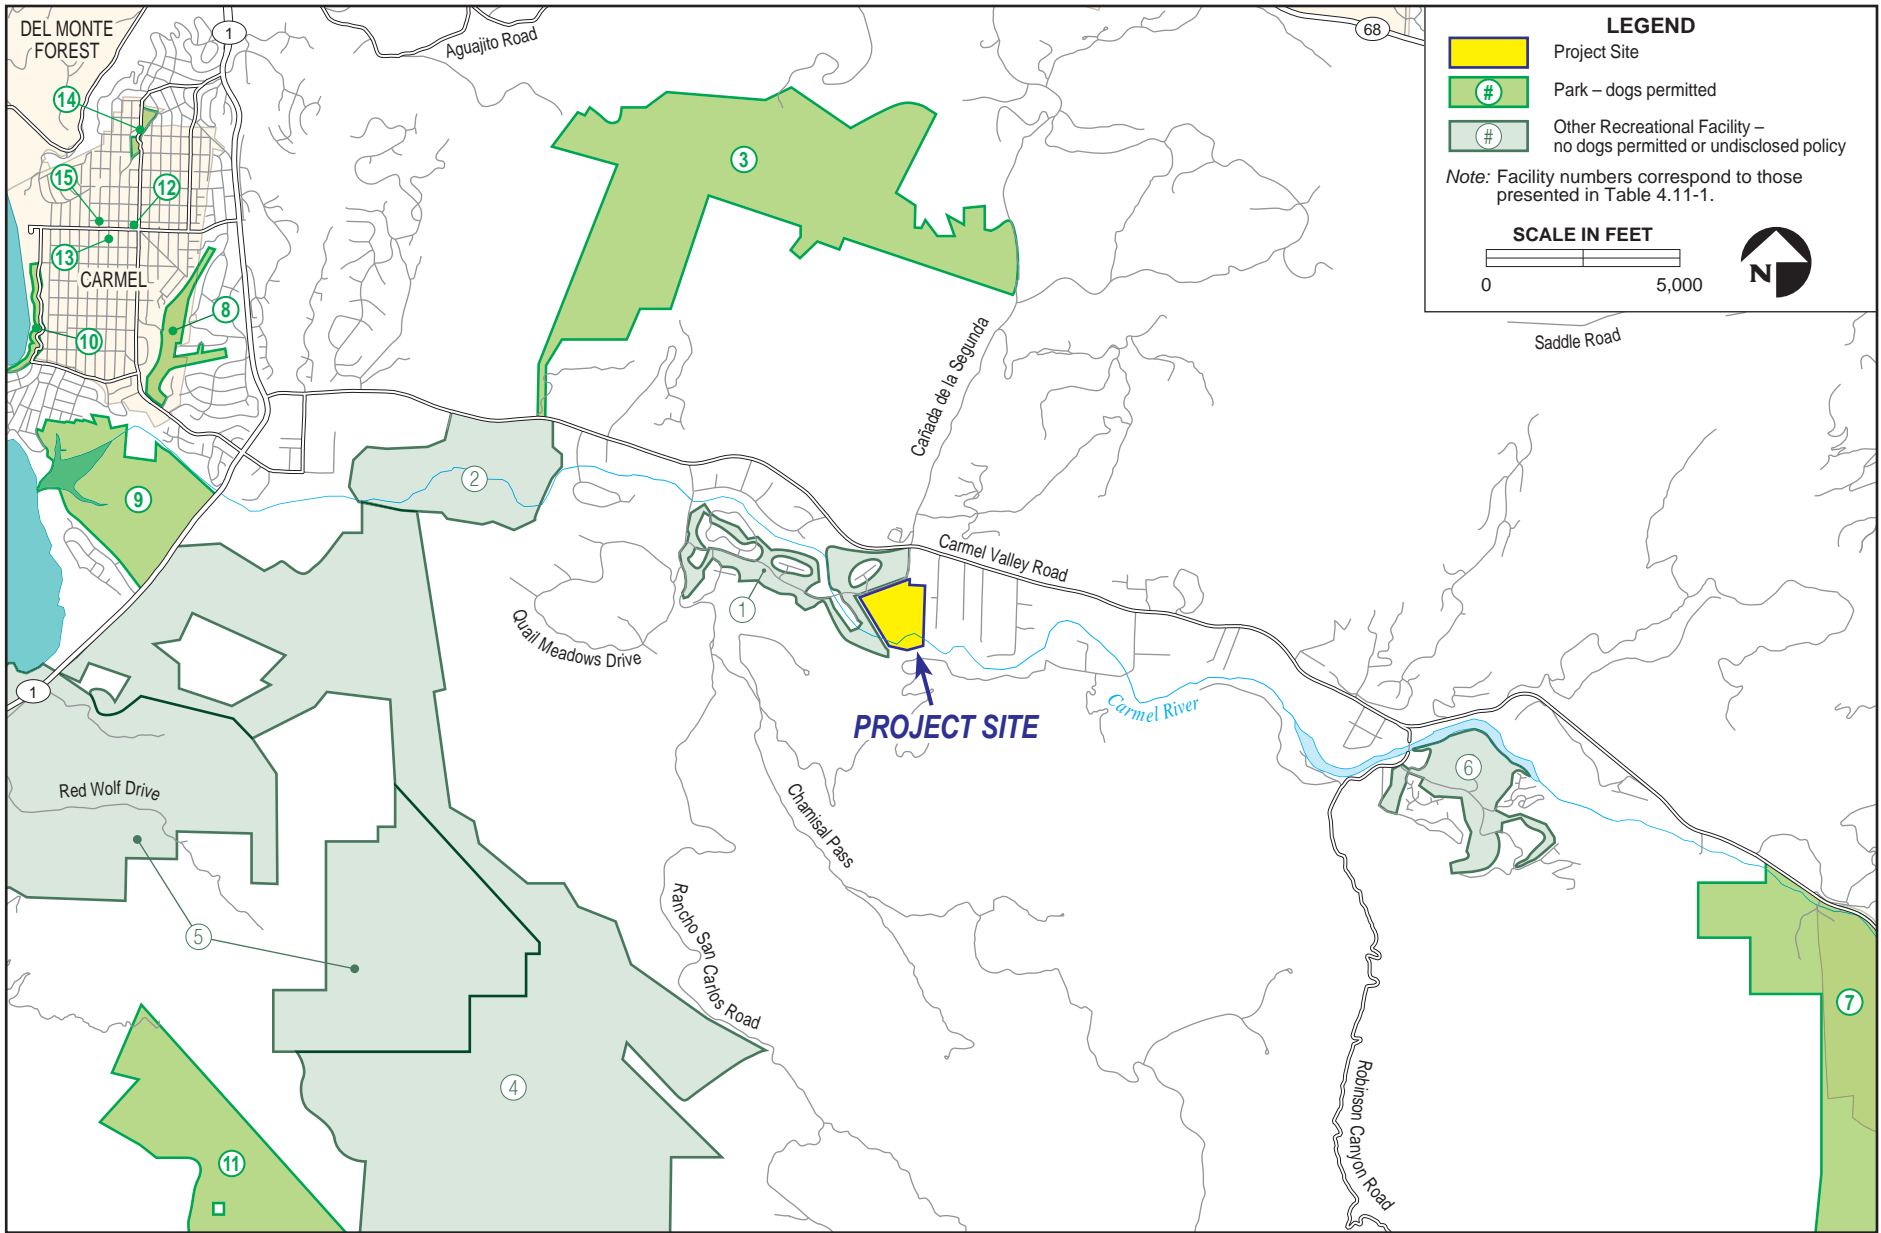 DEL MONTE
FOREST
1
Aguajito Road
68
LEGEND
Project Site
# Park – dogs permitted
# Other Recreational Facility –
no dogs permitted or undisclosed policy
Note: Facility numbers correspond to those
presented in Table 4.11-1.
SCALE IN FEET
0 5,000
N
14
3
15
12
13
CARMEL
8
10
Saddle Road
Cañada de la Segunda
9
2
Carmel Valley Road
1
Quail Meadows Drive
1
PROJECT SITE
Carmel River
6
Red Wolf Drive
Chamisal Pass
5
Rancho San Carlos Road
7
4
Robinson Canyon Road
11